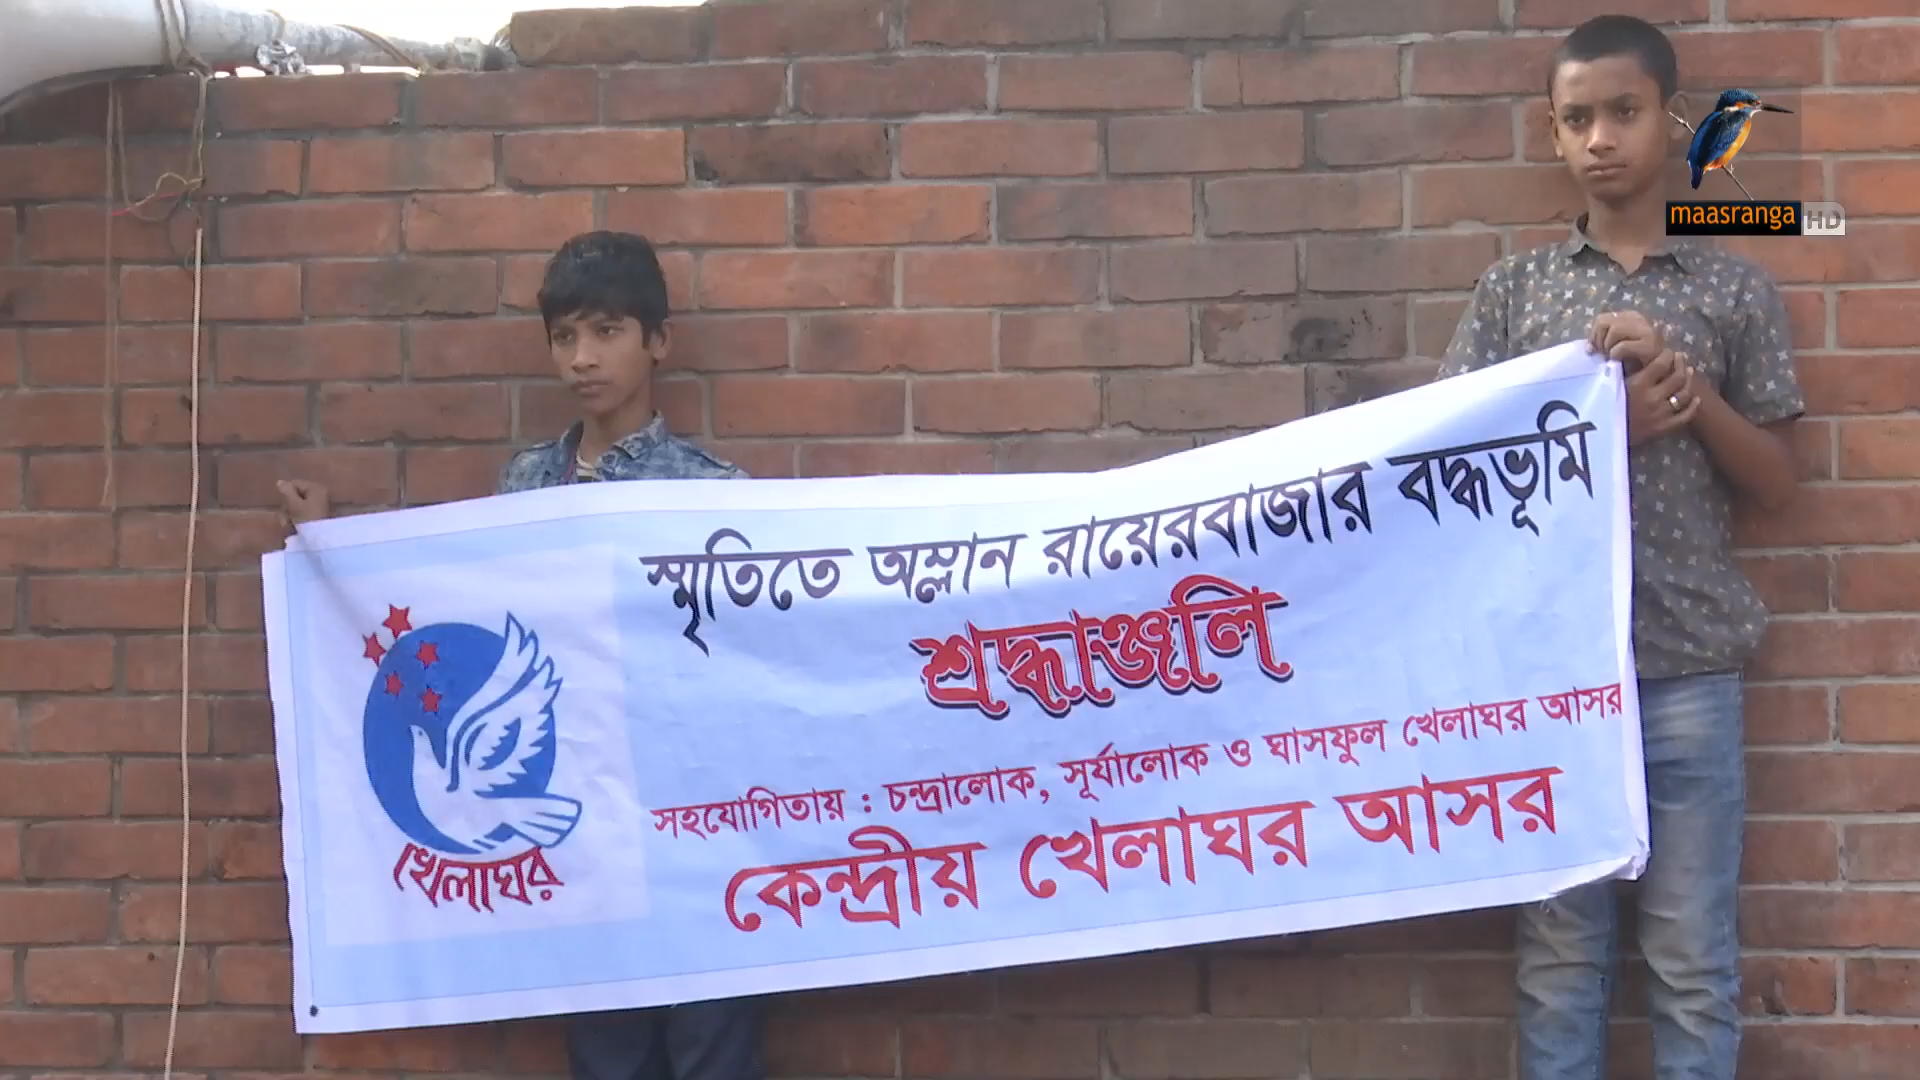 maasranga HD
স্মৃতিতে অম্লান রায়েরবাজার বদ্ধভূমি
শ্রদ্ধাঞ্জলি
সহযোগিতায় : চন্দ্রালোক, সূর্যালোক ও ঘাসফুল খেলাঘর আসর
কেন্দ্রীয় খেলাঘর আসর
খেলাঘর